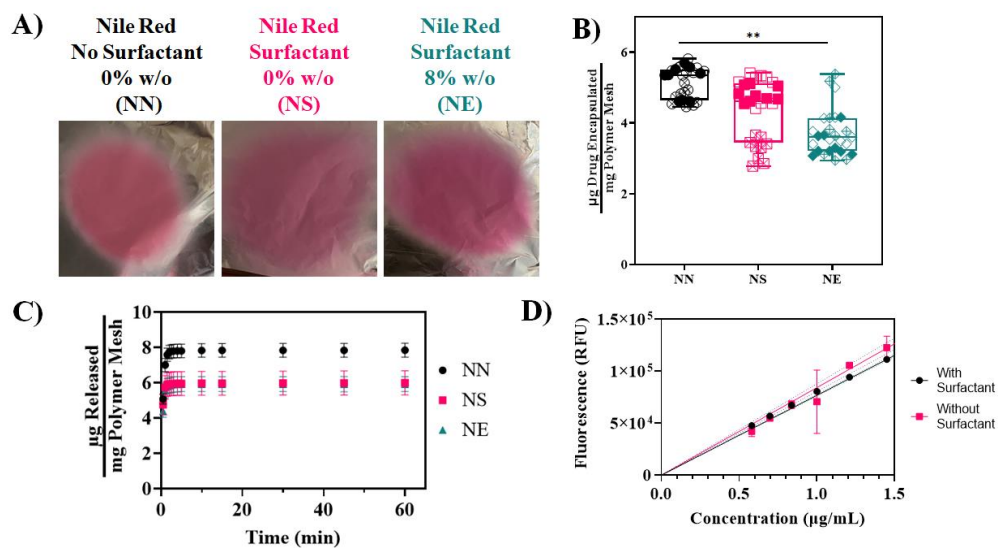 A)
Nile Red
No Surfactant
0% w/o
(NN)
Nile Red
Surfactant
0% w/o
(NS)
Nile Red
Surfactant
8% w/o
(NE)
B)
**
µg Drug Encapsulated
mg Polymer Mesh
6
4
2
0
NN
NS
NE
C)
µg Released
mg Polymer Mesh
10
8
6
4
2
0
0
20
40
60
Time (min)
NN
NS
NE
D)
Fluorescence (RFU)
1.5×10⁵
1×10⁵
5×10⁴
0
0.0
0.5
1.0
1.5
Concentration (µg/mL)
With
Surfactant
Without
Surfactant